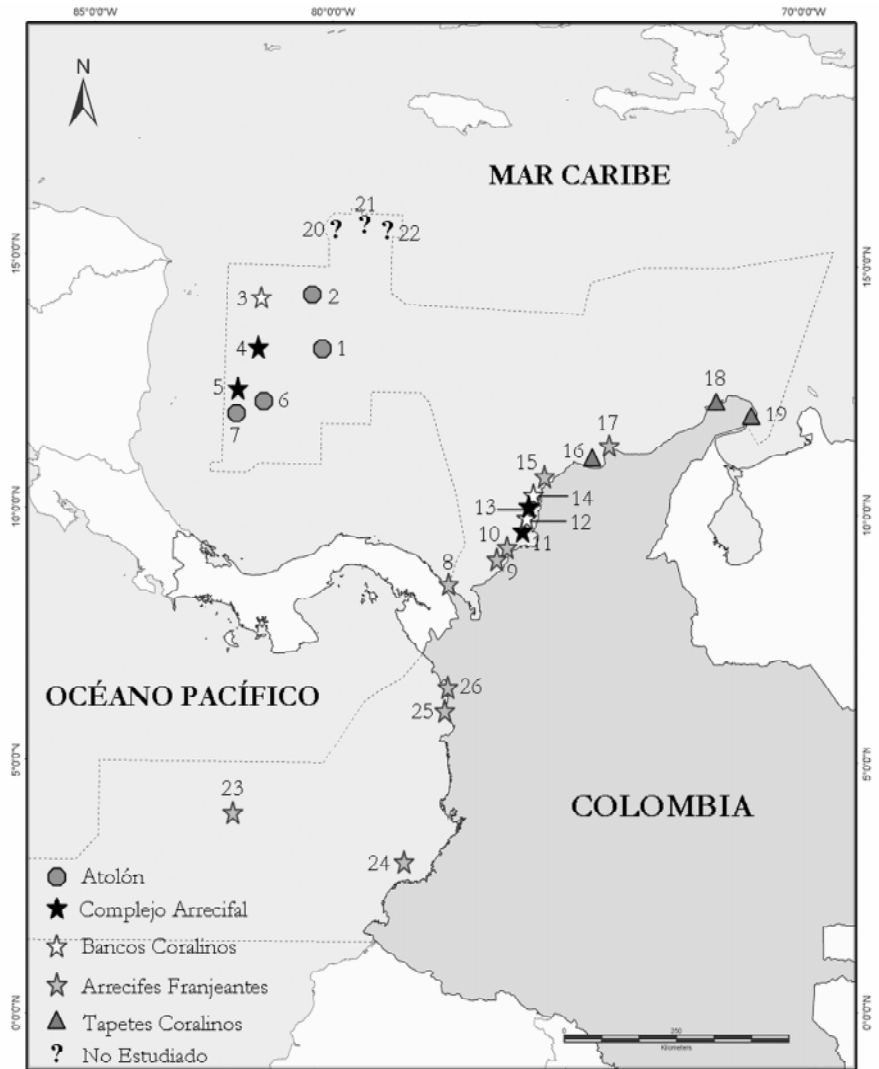 85°0'0"W 80°0'0"W 70°0'0"W
N
MAR CARIBE
21
20 ? ? ? 22
15°0'0"N 15°0'0"N
3 2
4 1
5 6
7
18
19
17
16
15
14
13
12
10°0'0"N 10°0'0"N
10 11
9
8
OCÉANO PACÍFICO
26
25
5°0'0"N 5°0'0"N
23
COLOMBIA
24
Atolón
Complejo Arrecifal
Bancos Coralinos
Arrecifes Franjeantes
Tapetes Coralinos
? No Estudiado
0°0'0"N 0°0'0"N
0 250
Kilometers